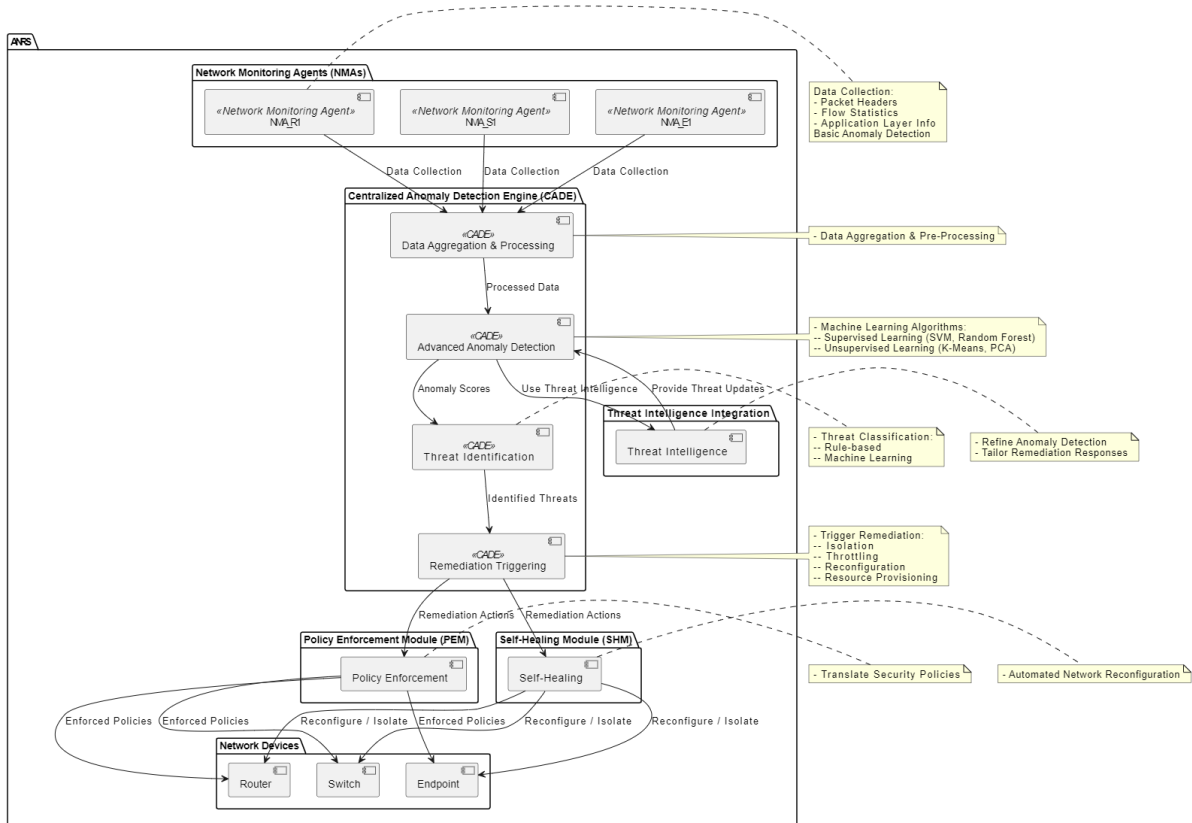 ANRS
Network Monitoring Agents (NMAs)
«Network Monitoring Agent»
NMA_R1
«Network Monitoring Agent»
NMA_S1
«Network Monitoring Agent»
NMA_E1
Data Collection:
- Packet Headers
- Flow Statistics
- Application Layer Info
Basic Anomaly Detection
Data Collection
Data Collection
Data Collection
Centralized Anomaly Detection Engine (CADE)
«CADE»
Data Aggregation & Processing
- Data Aggregation & Pre-Processing
Processed Data
«CADE»
Advanced Anomaly Detection
- Machine Learning Algorithms:
-- Supervised Learning (SVM, Random Forest)
-- Unsupervised Learning (K-Means, PCA)
Anomaly Scores
Use Threat Intelligence
Provide Threat Updates
Threat Intelligence Integration
Threat Intelligence
«CADE»
Threat Identification
- Threat Classification:
-- Rule-based
-- Machine Learning
- Refine Anomaly Detection
- Tailor Remediation Responses
Identified Threats
«CADE»
Remediation Triggering
- Trigger Remediation:
-- Isolation
-- Throttling
-- Reconfiguration
-- Resource Provisioning
Remediation Actions
Remediation Actions
Policy Enforcement Module (PEM)
Policy Enforcement
Self-Healing Module (SHM)
Self-Healing
- Translate Security Policies
- Automated Network Reconfiguration
Enforced Policies
Enforced Policies
Reconfigure / Isolate
Enforced Policies
Reconfigure / Isolate
Reconfigure / Isolate
Network Devices
Router
Switch
Endpoint